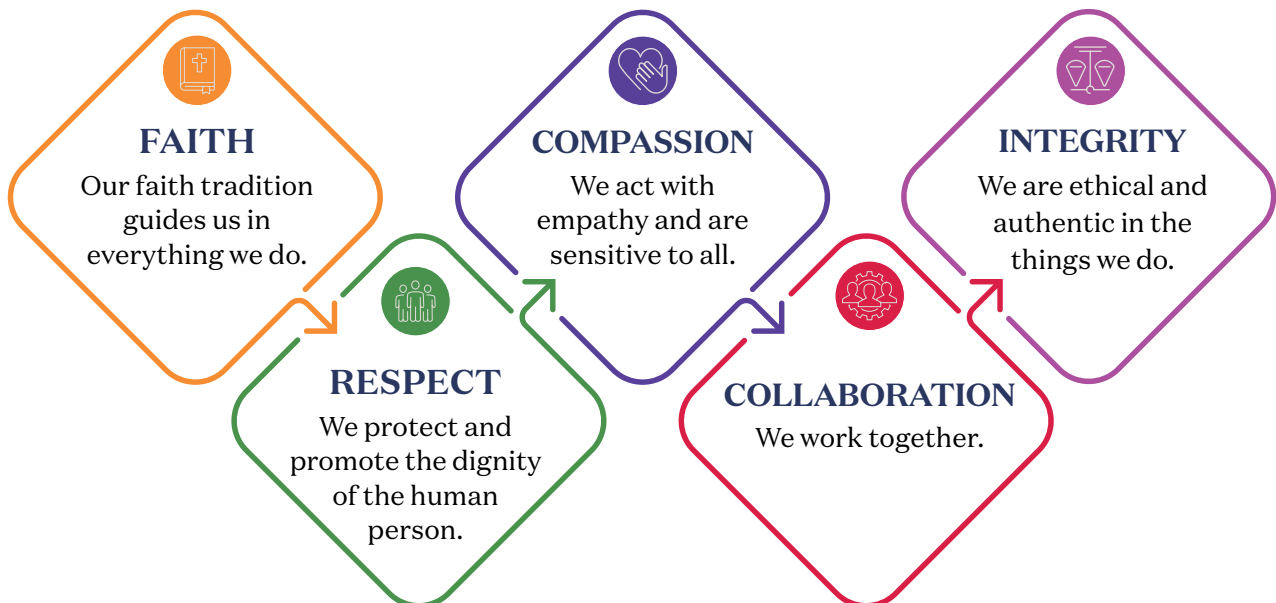 FAITH
Our faith tradition
guides us in
everything we do.
RESPECT
We protect and
promote the dignity
of the human
person.
COMPASSION
We act with
empathy and are
sensitive to all.
COLLABORATION
We work together.
INTEGRITY
We are ethical and
authentic in the
things we do.